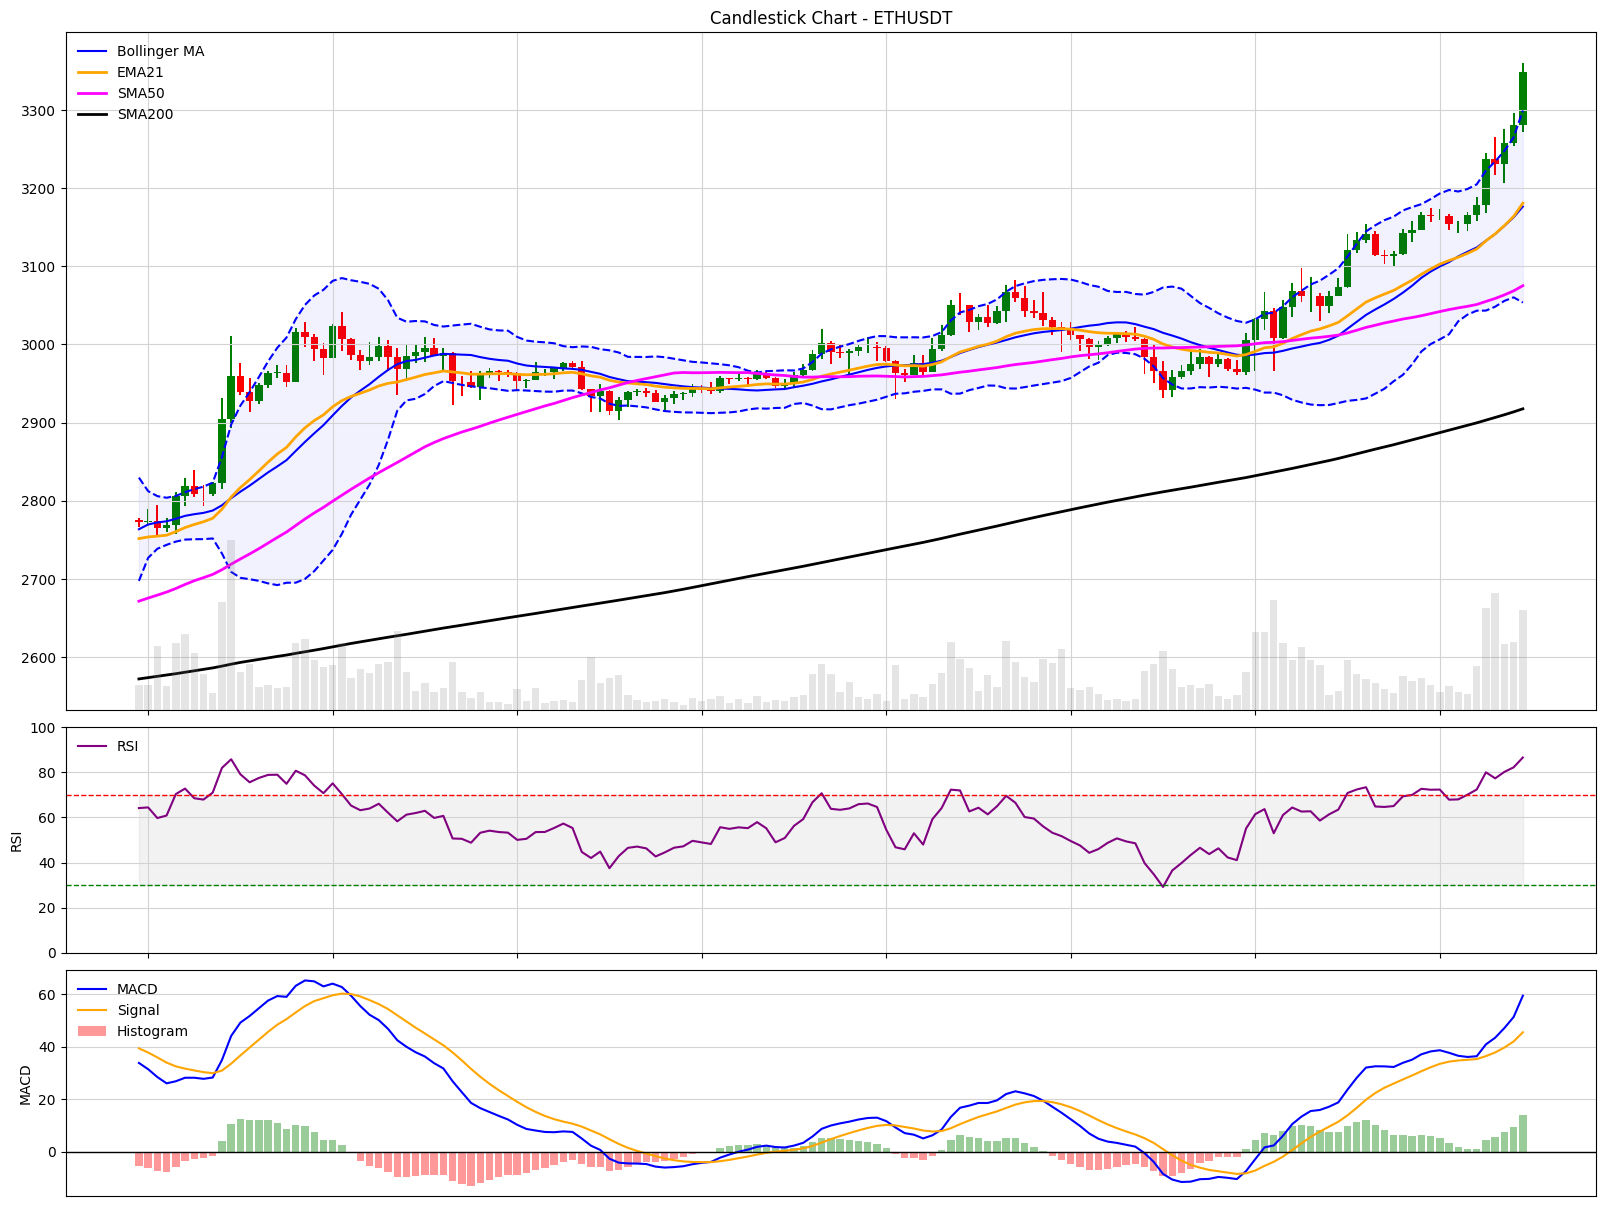 Candlestick Chart - ETHUSDT
Bollinger MA
EMA21
SMA50
SMA200
3300
3200
3100
3000
2900
2800
2700
2600
RSI
100
80
60
40
20
0
RSI
MACD
Signal
Histogram
60
40
20
0
MACD